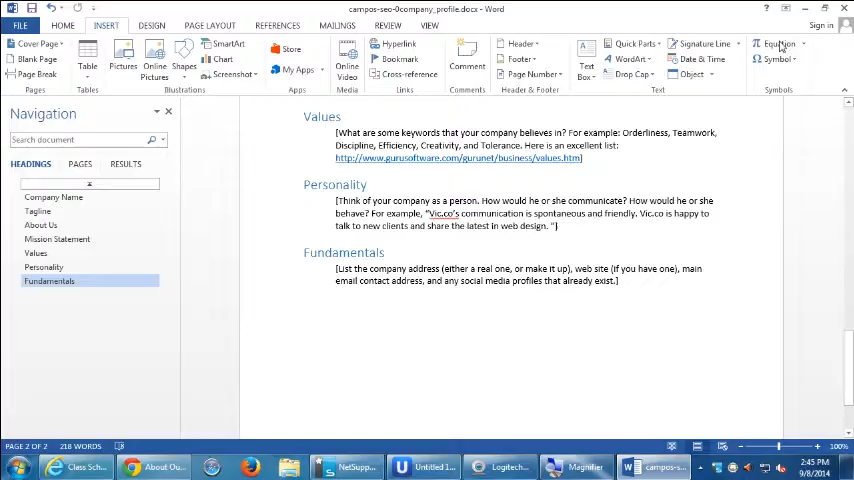 campos-seo-0company_profile.docx - Word
? 
FILE HOME INSERT DESIGN PAGE LAYOUT REFERENCES MAILINGS REVIEW VIEW Sign in
Cover Page
Blank Page
Page Break
Pages
Table
Tables
Pictures
Online Pictures
Shapes
SmartArt
Chart
Screenshot
Illustrations
Store
My Apps
Apps
Online Video
Media
Hyperlink
Bookmark
Cross-reference
Links
Comment
Comments
Header
Footer
Page Number
Header & Footer
Text Box
Quick Parts
WordArt
Drop Cap
Signature Line
Date & Time
Object
Text
π Equation
Ω Symbol
Symbols
Navigation
Search document
HEADINGS PAGES RESULTS
Company Name
Tagline
About Us
Mission Statement
Values
Personality
Fundamentals
Values
[What are some keywords that your company believes in? For example: Orderliness, Teamwork,
Discipline, Efficiency, Creativity, and Tolerance. Here is an excellent list:
http://www.gurusoftware.com/gurunet/business/values.htm]
Personality
[Think of your company as a person. How would he or she communicate? How would he or she
behave? For example, "Vic.co's communication is spontaneous and friendly. Vic.co is happy to
talk to new clients and share the latest in web design. "]
Fundamentals
[List the company address (either a real one, or make it up), web site (if you have one), main
email contact address, and any social media profiles that already exist.]
PAGE 2 OF 2 218 WORDS 100%
Class Sch... About Ou... NetSupp... Untitled 1... Logitech... Magnifier campos-s...
2:45 PM
9/8/2014